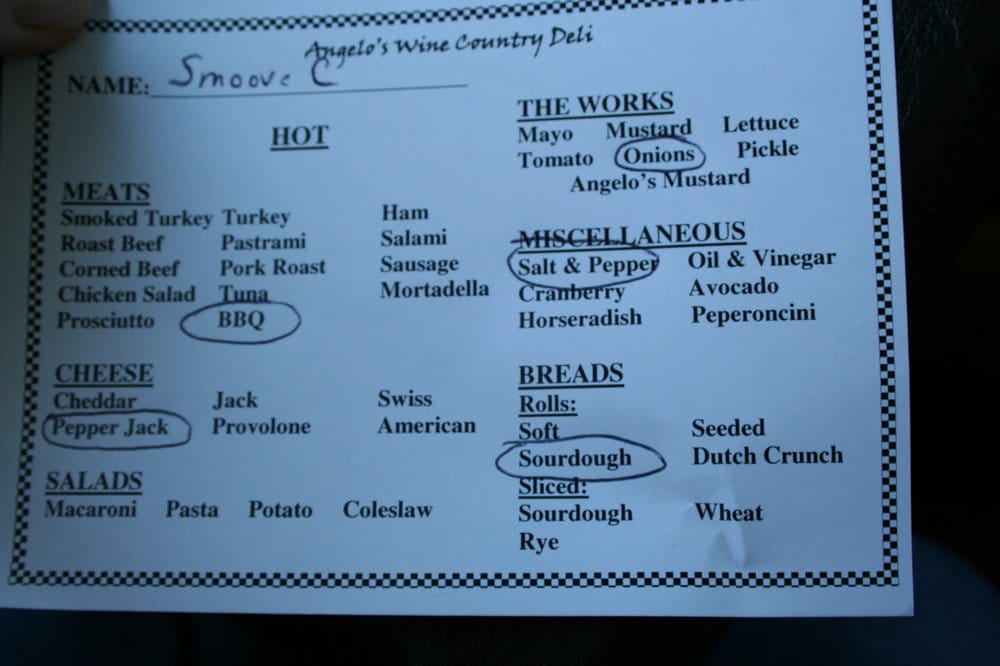 Angelo's Wine Country Deli
NAME: Smoove C
HOT
MEATS
Smoked Turkey Turkey Ham
Roast Beef Pastrami Salami
Corned Beef Pork Roast Sausage
Chicken Salad Tuna Mortadella
Prosciutto BBQ
CHEESE
Cheddar Jack Swiss
Pepper Jack Provolone American
SALADS
Macaroni Pasta Potato Coleslaw
THE WORKS
Mayo Mustard Lettuce
Tomato Onions Pickle
Angelo's Mustard
MISCELLANEOUS
Salt & Pepper Oil & Vinegar
Cranberry Avocado
Horseradish Peperoncini
BREADS
Rolls:
Soft Seeded
Sourdough Dutch Crunch
Sliced:
Sourdough Wheat
Rye